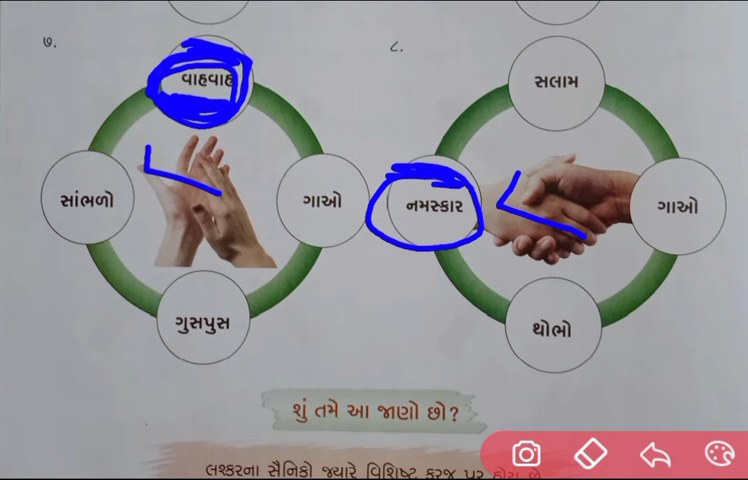 ૭.
૮.
વાહવાહ
સલામ
સાંભળો
ગાઓ
નમસ્કાર
ગાઓ
ગુસપુસ
થોભો
શું તમે આ જાણો છો?
લશ્કરના સૈનિકો જ્યારે વિશિષ્ટ ફરજ પર હોય છે